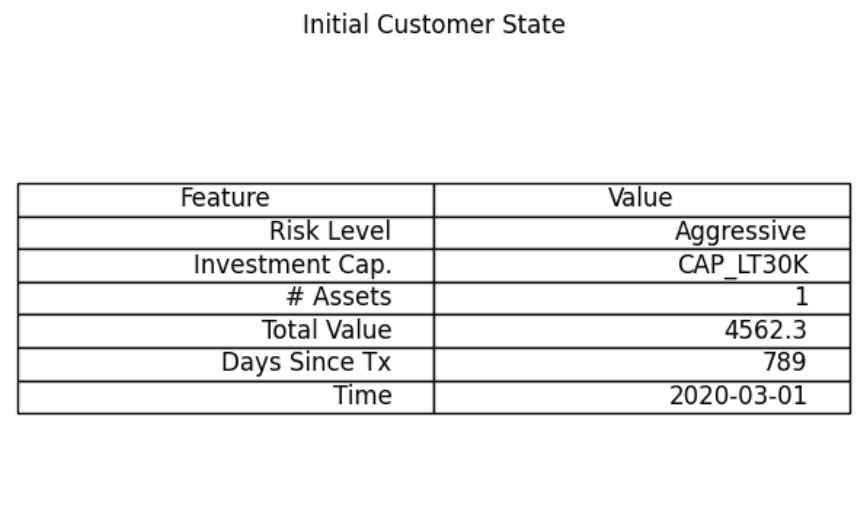 Initial Customer State
Feature Value
Risk Level Aggressive
Investment Cap. CAP_LT30K
# Assets 1
Total Value 4562.3
Days Since Tx 789
Time 2020-03-01